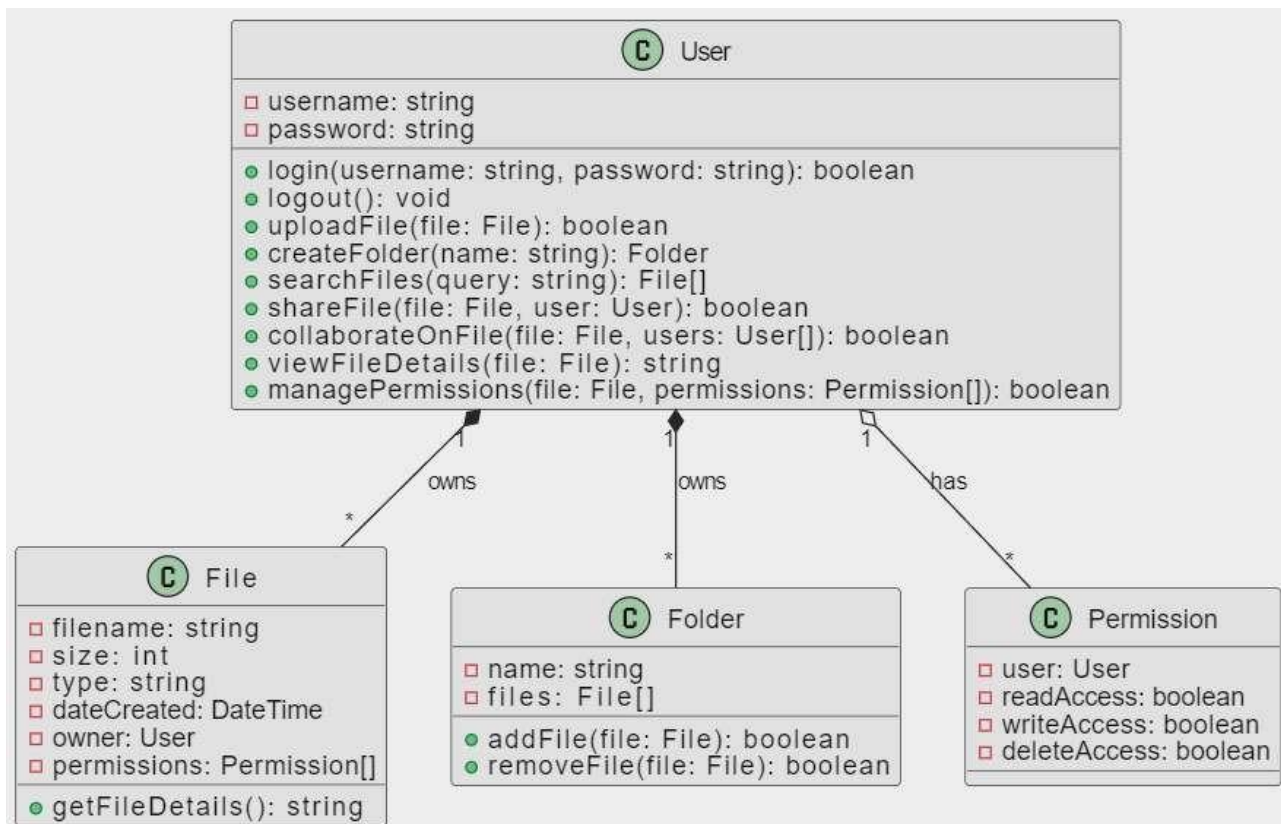 C User
username: string
password: string
login(username: string, password: string): boolean
logout(): void
uploadFile(file: File): boolean
createFolder(name: string): Folder
searchFiles(query: string): File[]
shareFile(file: File, user: User): boolean
collaborateOnFile(file: File, users: User[]): boolean
viewFileDetails(file: File): string
managePermissions(file: File, permissions: Permission[]): boolean
1
1
1
owns
owns
has
*
*
*
C File
filename: string
size: int
type: string
dateCreated: DateTime
owner: User
permissions: Permission[]
getFileDetails(): string
C Folder
name: string
files: File[]
addFile(file: File): boolean
removeFile(file: File): boolean
C Permission
user: User
readAccess: boolean
writeAccess: boolean
deleteAccess: boolean